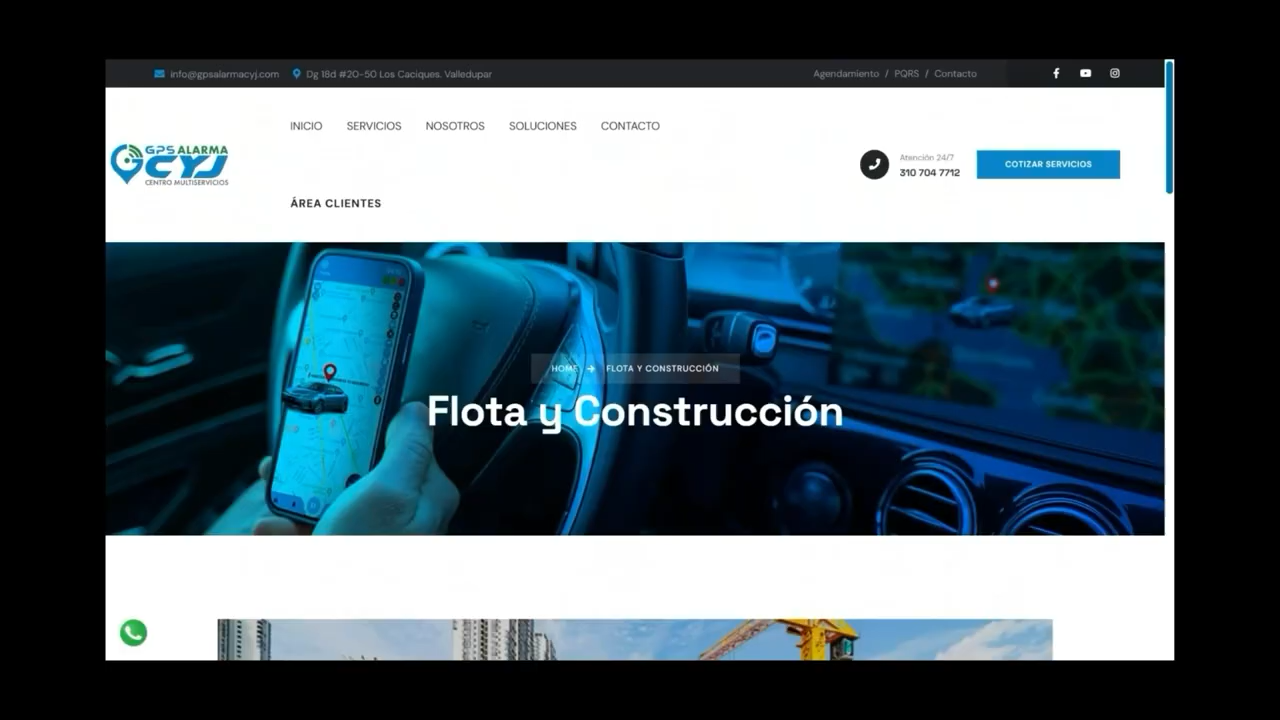 info@gpsalarmacyj.com Dg 18d #20-50 Los Caciques. Valledupar
Agendamiento / PQRS / Contacto
INICIO SERVICIOS NOSOTROS SOLUCIONES CONTACTO
GPS ALARMA
CYJ
CENTRO MULTISERVICIOS
Atención 24/7
310 704 7712
COTIZAR SERVICIOS
ÁREA CLIENTES
HOME → FLOTA Y CONSTRUCCIÓN
Flota y Construcción